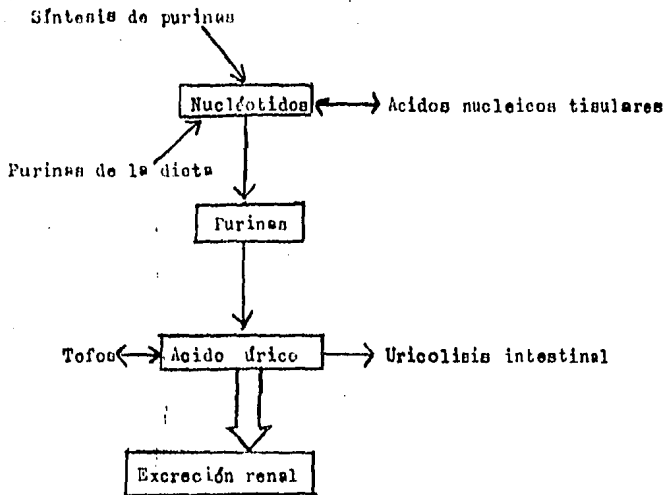 Síntesis de purinas
Nucleótidos
Acidos nucleicos tisulares
Purinas de la dieta
Purinas
Tofos
Acido úrico
Uricolisis intestinal
Excreción renal